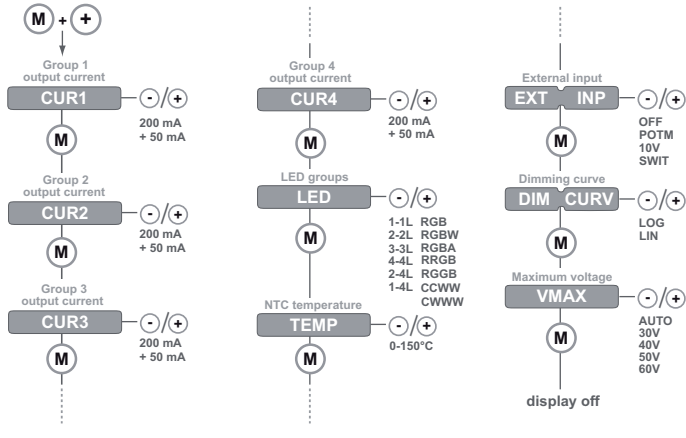 M + +
Group 1
output current
CUR1 - / +
200 mA
+ 50 mA
M
Group 2
output current
CUR2 - / +
200 mA
+ 50 mA
M
Group 3
output current
CUR3 - / +
200 mA
+ 50 mA
M
Group 4
output current
CUR4 - / +
200 mA
+ 50 mA
M
LED groups
LED - / +
1-1L RGB
2-2L RGBW
3-3L RGBA
4-4L RRGB
2-4L RGGB
1-4L CCWW
CWWW
M
NTC temperature
TEMP - / +
0-150°C
M
External input
EXT INP - / +
OFF
POTM
10V
SWIT
M
Dimming curve
DIM CURV - / +
LOG
LIN
M
Maximum voltage
VMAX - / +
AUTO
30V
40V
50V
60V
M
display off